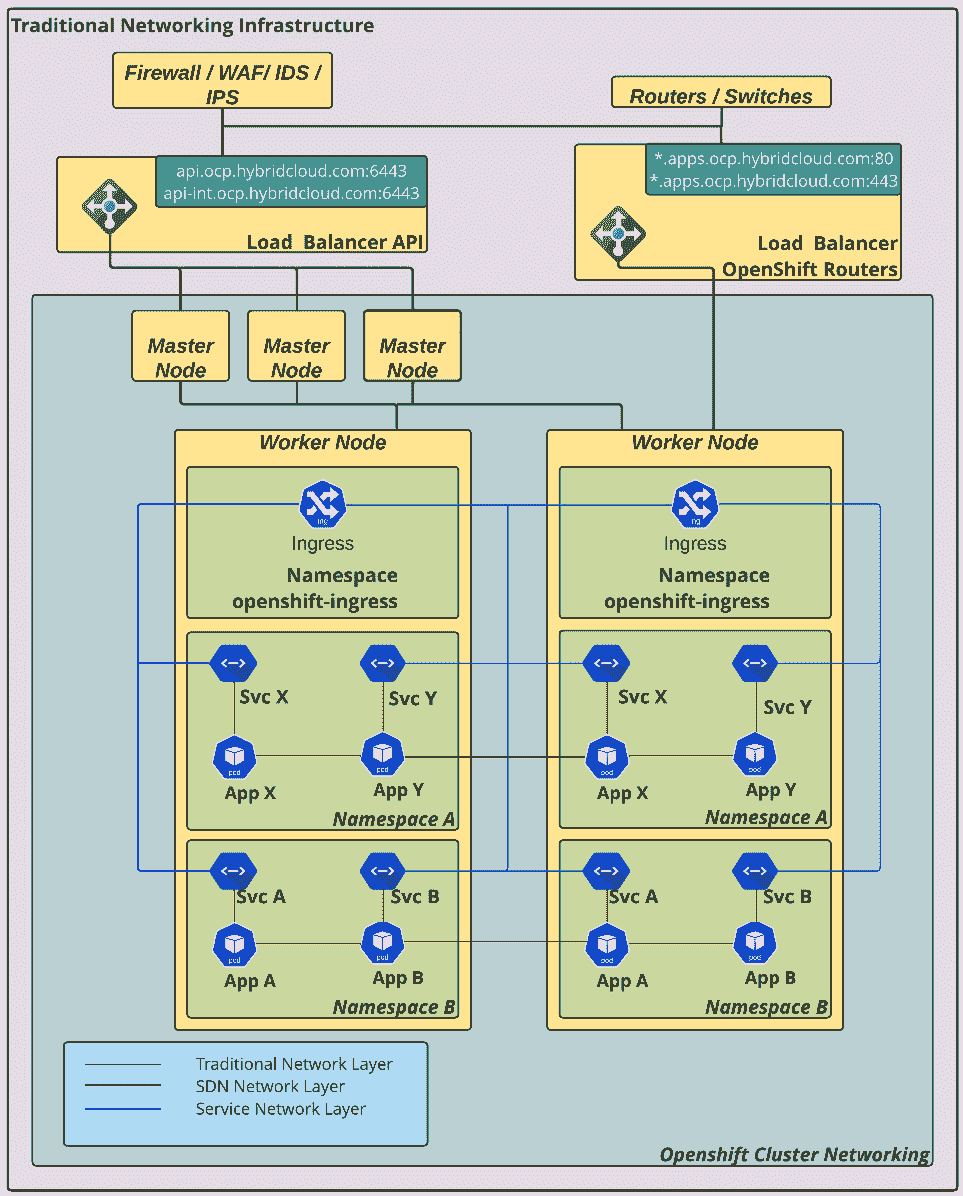 Traditional Networking Infrastructure
Firewall / WAF/ IDS /
IPS
Routers / Switches
api.ocp.hybridcloud.com:6443
api-int.ocp.hybridcloud.com:6443
Load Balancer API
*.apps.ocp.hybridcloud.com:80
*.apps.ocp.hybridcloud.com:443
Load Balancer
OpenShift Routers
Master
Node
Master
Node
Master
Node
Worker Node
ing
Ingress
Namespace
openshift-ingress
Svc X
Svc Y
pod
pod
App X
App Y
Namespace A
Svc A
Svc B
pod
pod
App A
App B
Namespace B
Worker Node
ing
Ingress
Namespace
openshift-ingress
Svc X
Svc Y
pod
pod
App X
App Y
Namespace A
Svc A
Svc B
pod
pod
App A
App B
Namespace B
Traditional Network Layer
SDN Network Layer
Service Network Layer
Openshift Cluster Networking